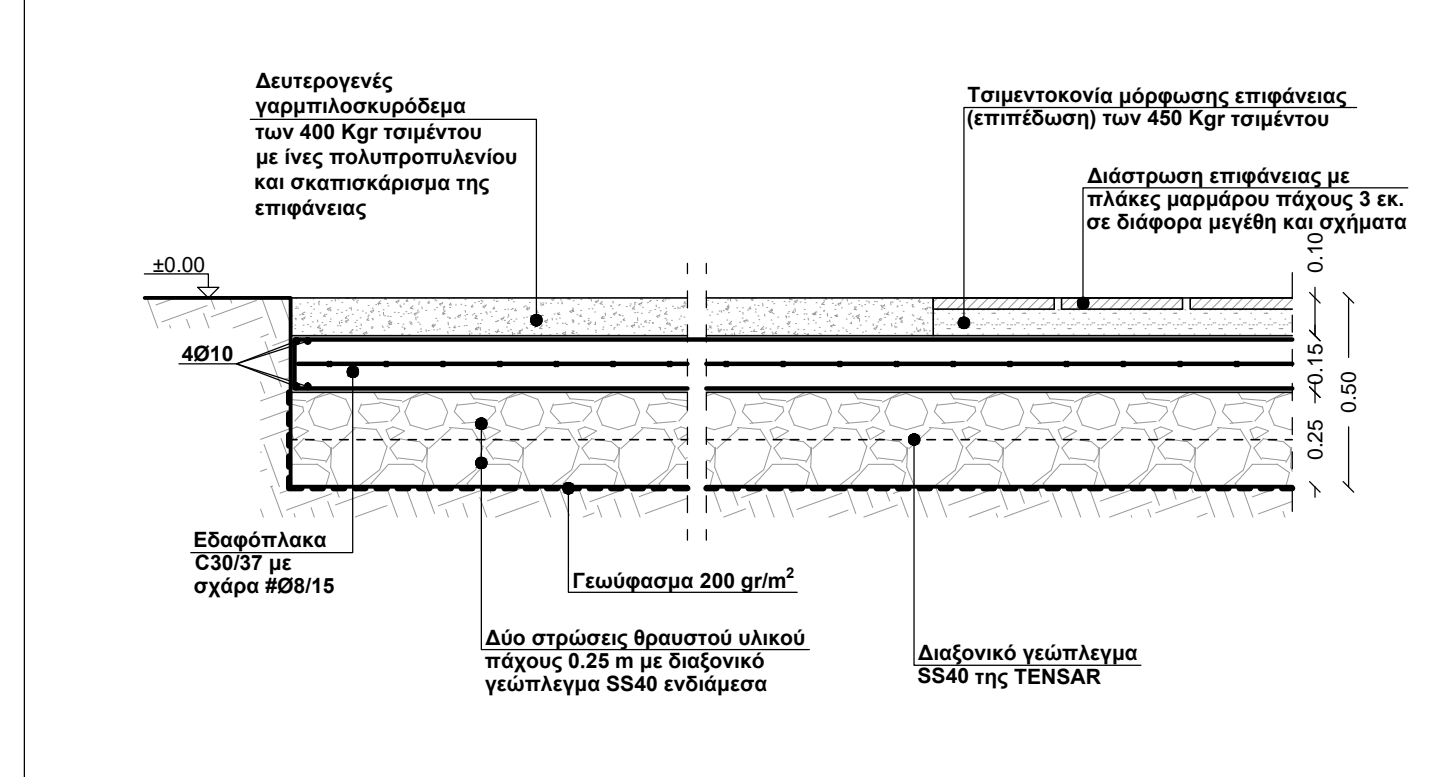 Δευτερογενές
γαρμπιλοσκυρόδεμα
των 400 Kgr τσιμέντου
με ίνες πολυπροπυλενίου
και σκαπισκάρισμα της
επιφάνειας
Τσιμεντοκονία μόρφωσης επιφάνειας
(επιπέδωση) των 450 Kgr τσιμέντου
Διάστρωση επιφάνειας με
πλάκες μαρμάρου πάχους 3 εκ.
σε διάφορα μεγέθη και σχήματα
±0.00
0.10
4Ø10
0.15
0.50
0.25
Εδαφόπλακα
C30/37 με
σχάρα #Ø8/15
Γεωύφασμα 200 gr/m²
Δύο στρώσεις θραυστού υλικού
πάχους 0.25 m με διαξονικό
γεώπλεγμα SS40 ενδιάμεσα
Διαξονικό γεώπλεγμα
SS40 της TENSAR